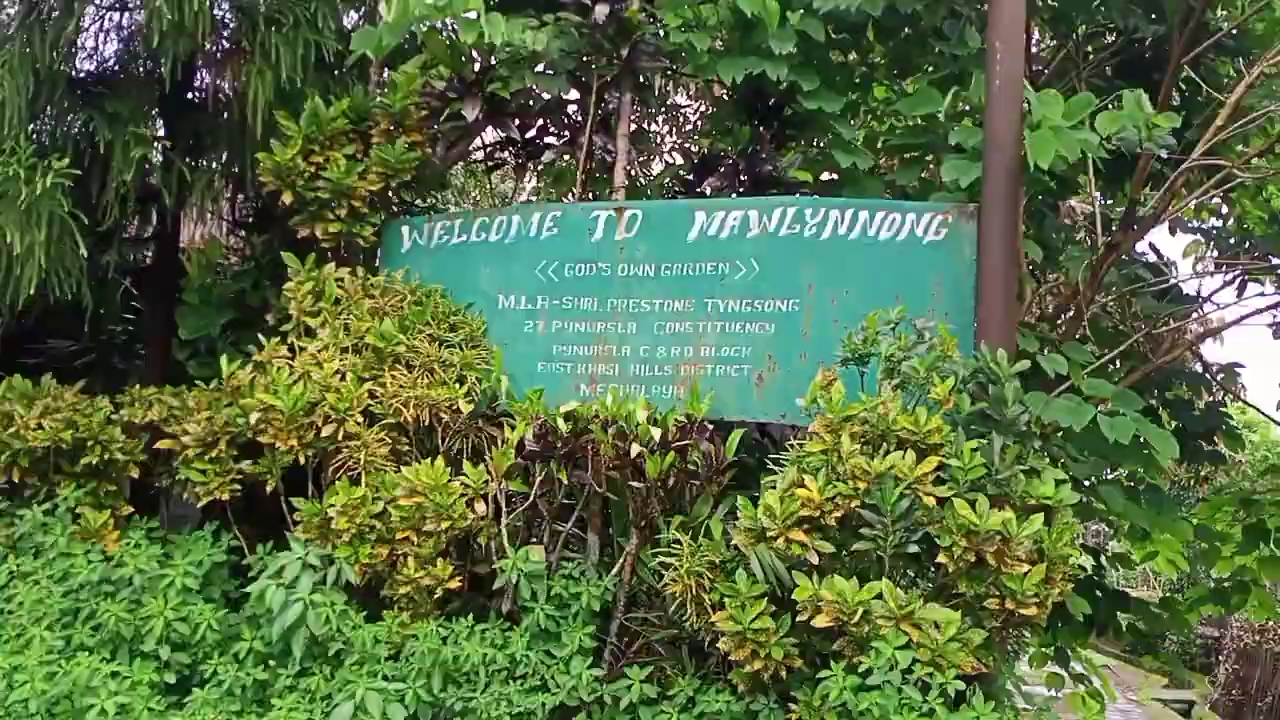 WELCOME TO MAWLYNNONG
<<GOD'S OWN GARDEN>>
M.L.A-SHRI. PRESTONE TYNGSONG
27 PYNURSLA CONSTITUENCY
PYNURSLA C & R D BLOCK
EAST KHASI HILLS DISTRICT
MEGHALAYA